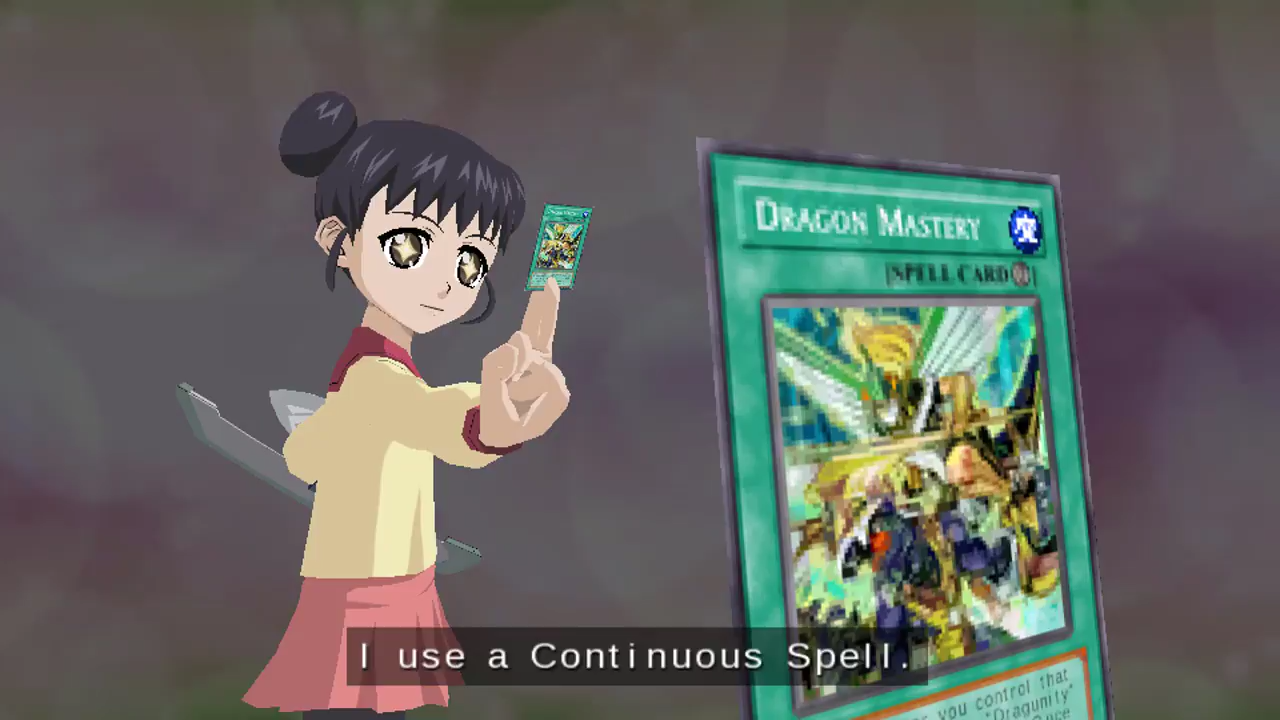 DRAGON MASTERY
[SPELL CARD]
you control that
"Dragunity"
I use a Continuous Spell.